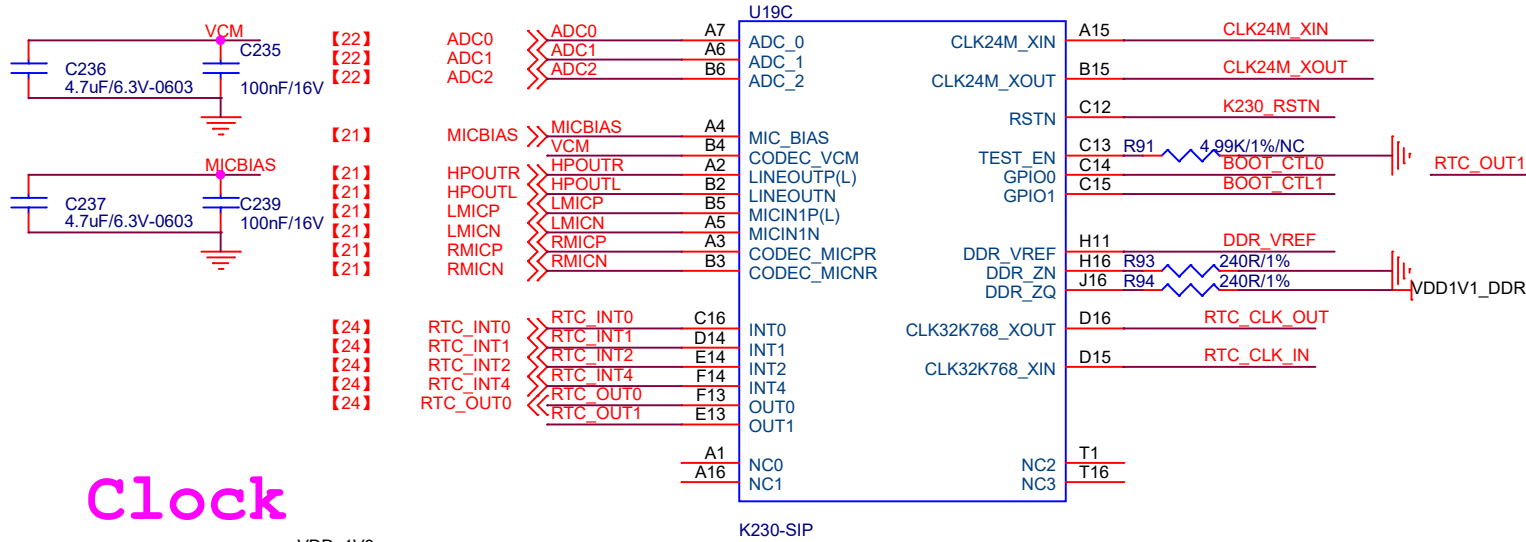 U19C
VCM
C235
C236
4.7uF/6.3V-0603
100nF/16V
MICBIAS
C237
C239
4.7uF/6.3V-0603
100nF/16V
【22】 ADC0 ADC0 A7 ADC_0
【22】 ADC1 ADC1 A6 ADC_1
【22】 ADC2 ADC2 B6 ADC_2
【21】 MICBIAS MICBIAS A4 MIC_BIAS
VCM B4 CODEC_VCM
【21】 HPOUTR HPOUTR A2 LINEOUTP(L)
【21】 HPOUTL HPOUTL B2 LINEOUTN
【21】 LMICP LMICP B5 MICIN1P(L)
【21】 LMICN LMICN A5 MICIN1N
【21】 RMICP RMICP A3 CODEC_MICPR
【21】 RMICN RMICN B3 CODEC_MICNR
【24】 RTC_INT0 RTC_INT0 C16 INT0
【24】 RTC_INT1 RTC_INT1 D14 INT1
【24】 RTC_INT2 RTC_INT2 E14 INT2
【24】 RTC_INT4 RTC_INT4 F14 INT4
【24】 RTC_OUT0 RTC_OUT0 F13 OUT0
RTC_OUT1 E13 OUT1
A1 NC0
A16 NC1
CLK24M_XIN A15 CLK24M_XIN
CLK24M_XOUT B15 CLK24M_XOUT
RSTN C12 K230_RSTN
TEST_EN C13 R91 4.99K/1%/NC
GPIO0 C14 BOOT_CTL0
GPIO1 C15 BOOT_CTL1
RTC_OUT1
DDR_VREF H11 DDR_VREF
DDR_ZN H16 R93 240R/1%
DDR_ZQ J16 R94 240R/1% VDD1V1_DDR
CLK32K768_XOUT D16 RTC_CLK_OUT
CLK32K768_XIN D15 RTC_CLK_IN
NC2 T1
NC3 T16
Clock
K230-SIP